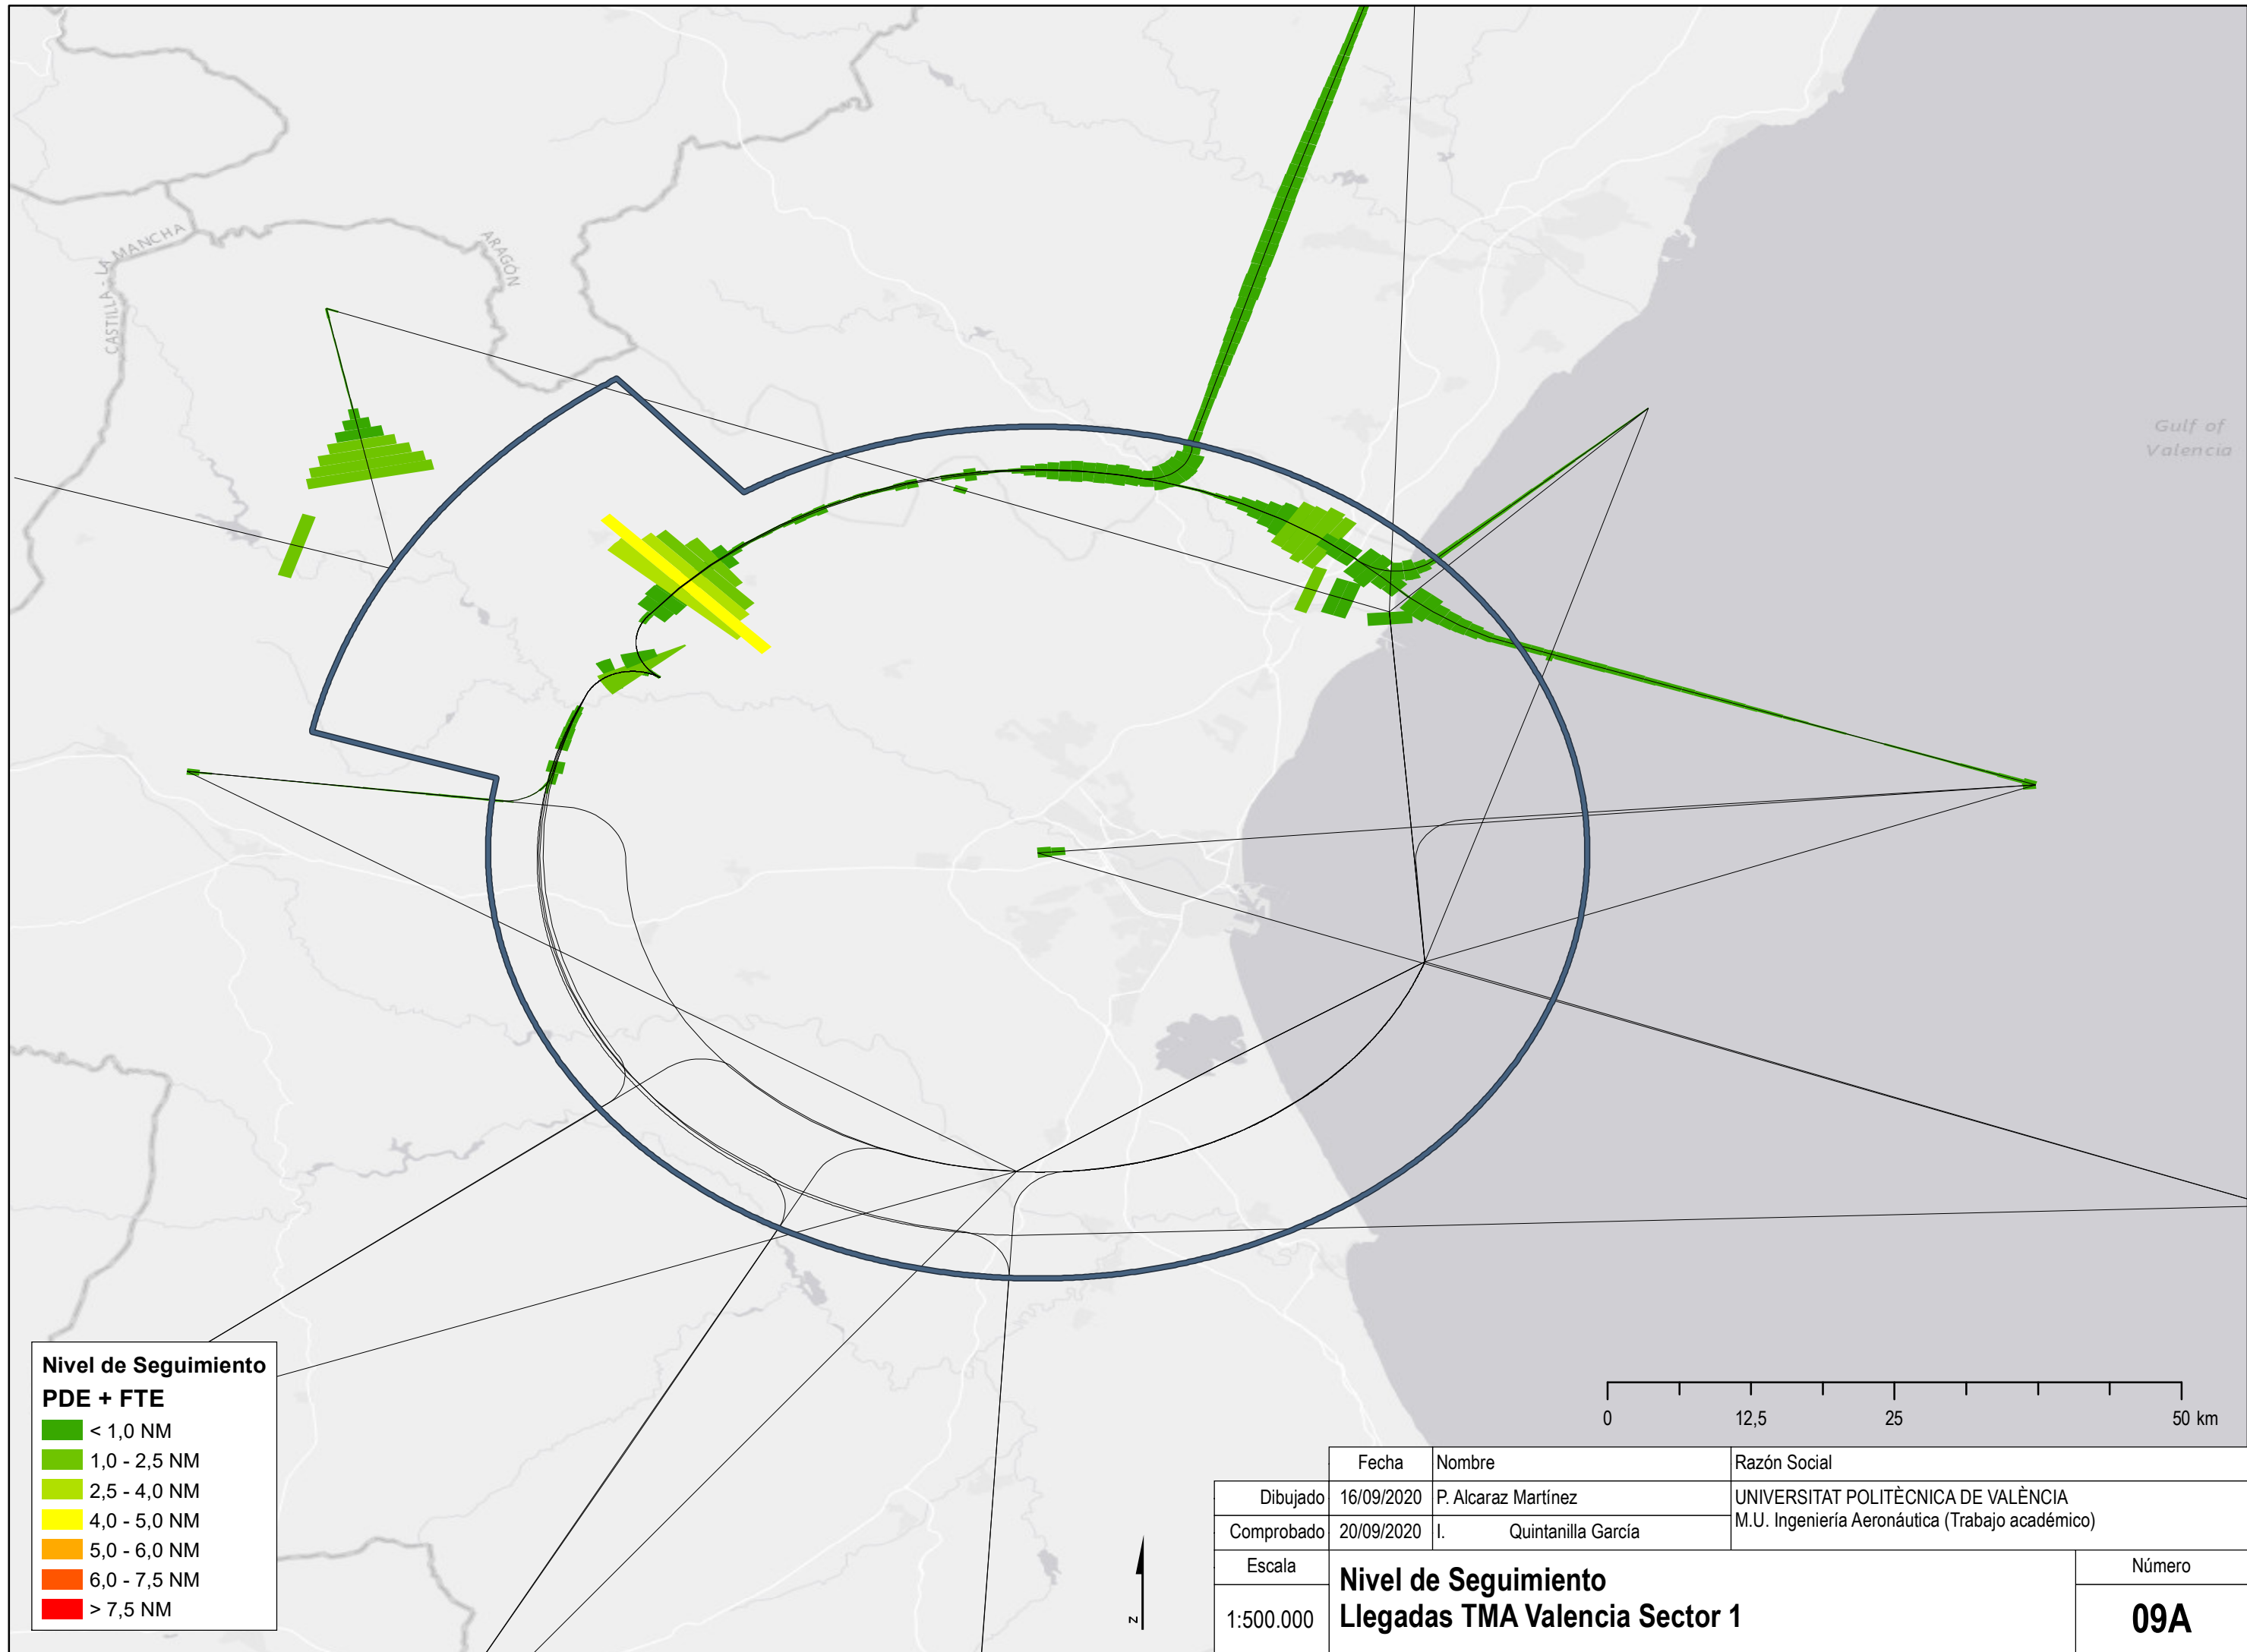 CASTILLA - LA MANCHA
ARAGÓN
Gulf of
Valencia
Nivel de Seguimiento
PDE + FTE
< 1,0 NM
1,0 - 2,5 NM
2,5 - 4,0 NM
4,0 - 5,0 NM
5,0 - 6,0 NM
6,0 - 7,5 NM
> 7,5 NM
0 12,5 25 50 km
z
Fecha Nombre Razón Social
Dibujado 16/09/2020 P. Alcaraz Martínez UNIVERSITAT POLITÈCNICA DE VALÈNCIA
M.U. Ingeniería Aeronáutica (Trabajo académico)
Comprobado 20/09/2020 I. Quintanilla García
Escala
1:500.000
Nivel de Seguimiento
Llegadas TMA Valencia Sector 1
Número
09A